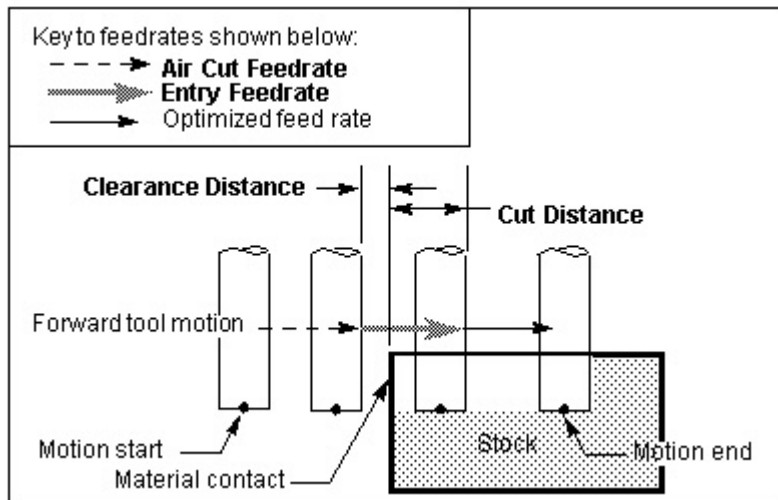 Key to feedrates shown below:
Air Cut Feedrate
Entry Feedrate
Optimized feed rate
Clearance Distance
Cut Distance
Forward tool motion
Stock
Motion start
Motion end
Material contact